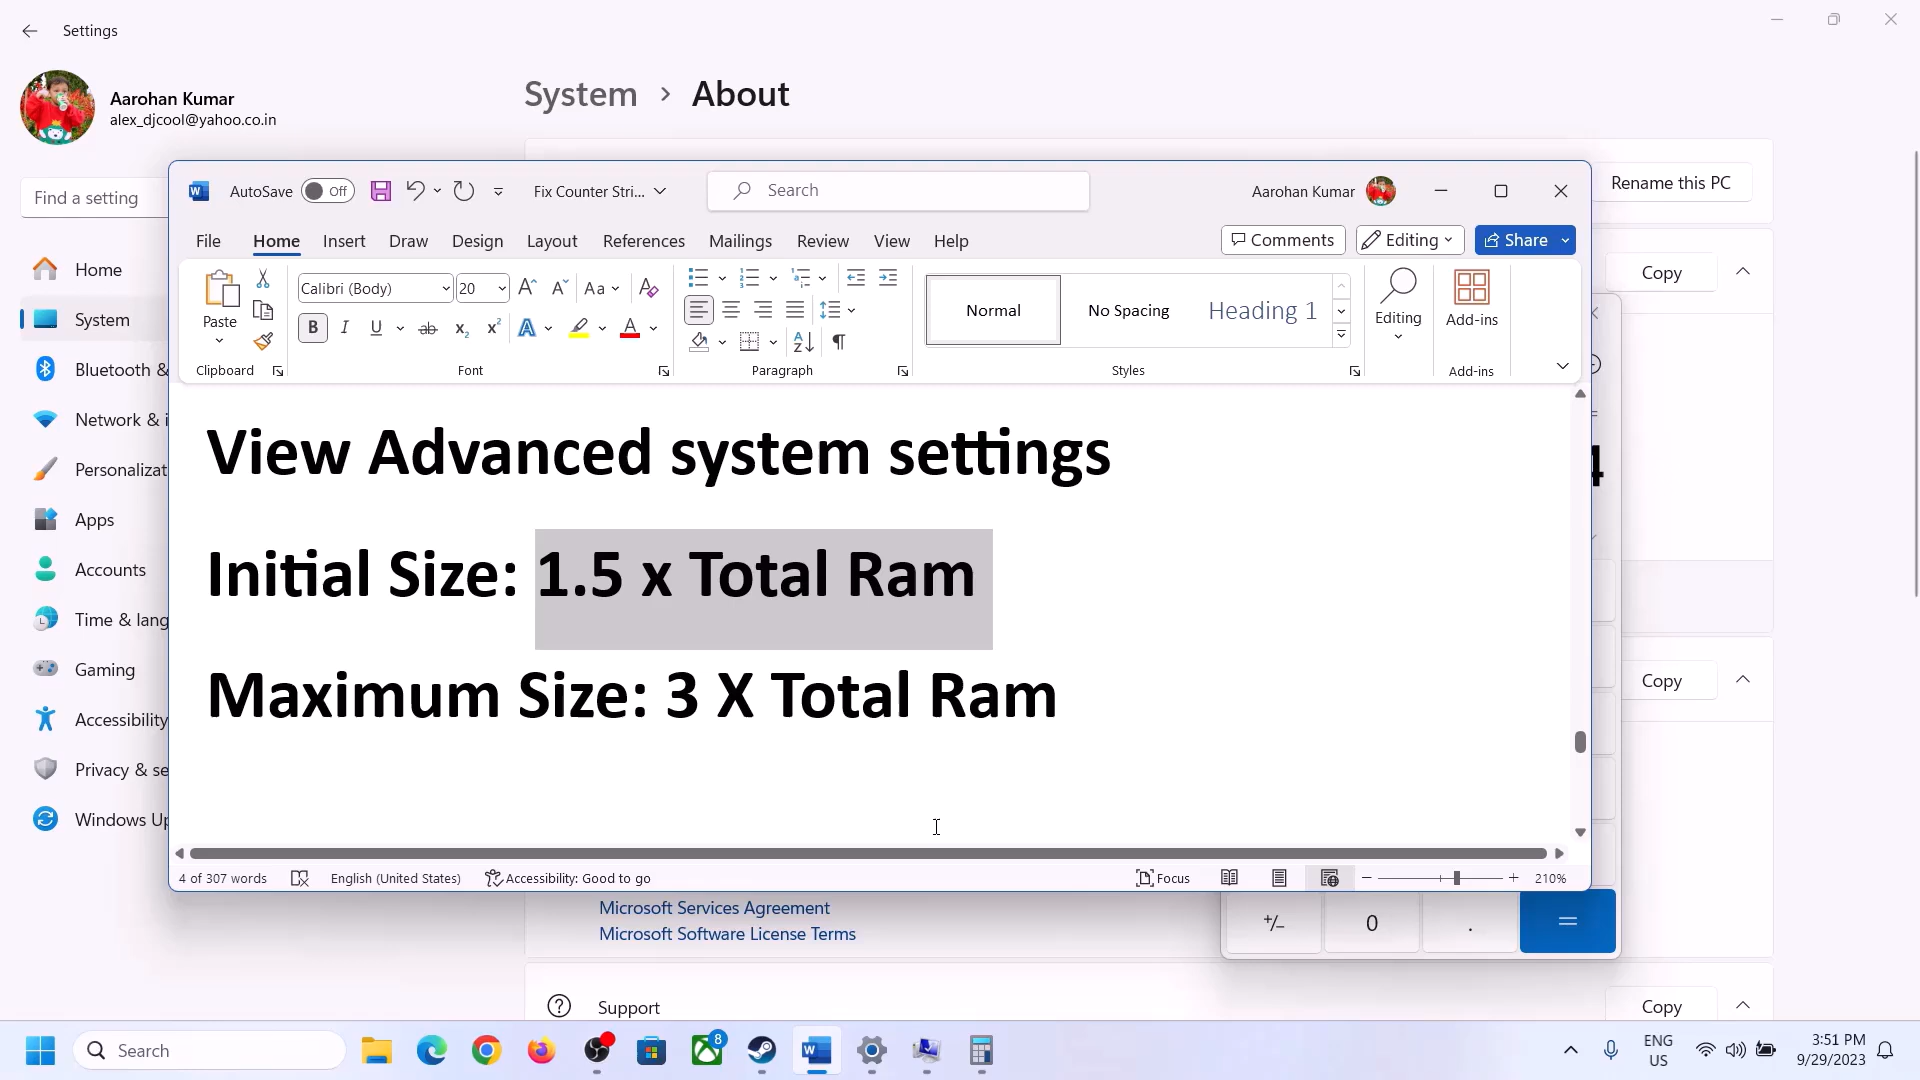 Settings
Aarohan Kumar
alex_djcool@yahoo.co.in
System > About
Find a setting
Home
System
Bluetooth &
Network & i
Personalizat
Apps
Accounts
Time & lang
Gaming
Accessibility
Privacy & se
Windows Up
Rename this PC
Copy
Copy
AutoSave Off
Fix Counter Stri...
Search
Aarohan Kumar
File Home Insert Draw Design Layout References Mailings Review View Help
Comments Editing Share
Paste
Calibri (Body) 20
Aa
Normal No Spacing Heading 1
Editing
Add-ins
Clipboard Font Paragraph Styles Add-ins
View Advanced system settings
Initial Size: 1.5 x Total Ram
Maximum Size: 3 X Total Ram
4 of 307 words
English (United States)
Accessibility: Good to go
Focus
210%
4
Microsoft Services Agreement
Microsoft Software License Terms
+/- 0 . =
Support
Copy
Search
8
ENG
US
3:51 PM
9/29/2023